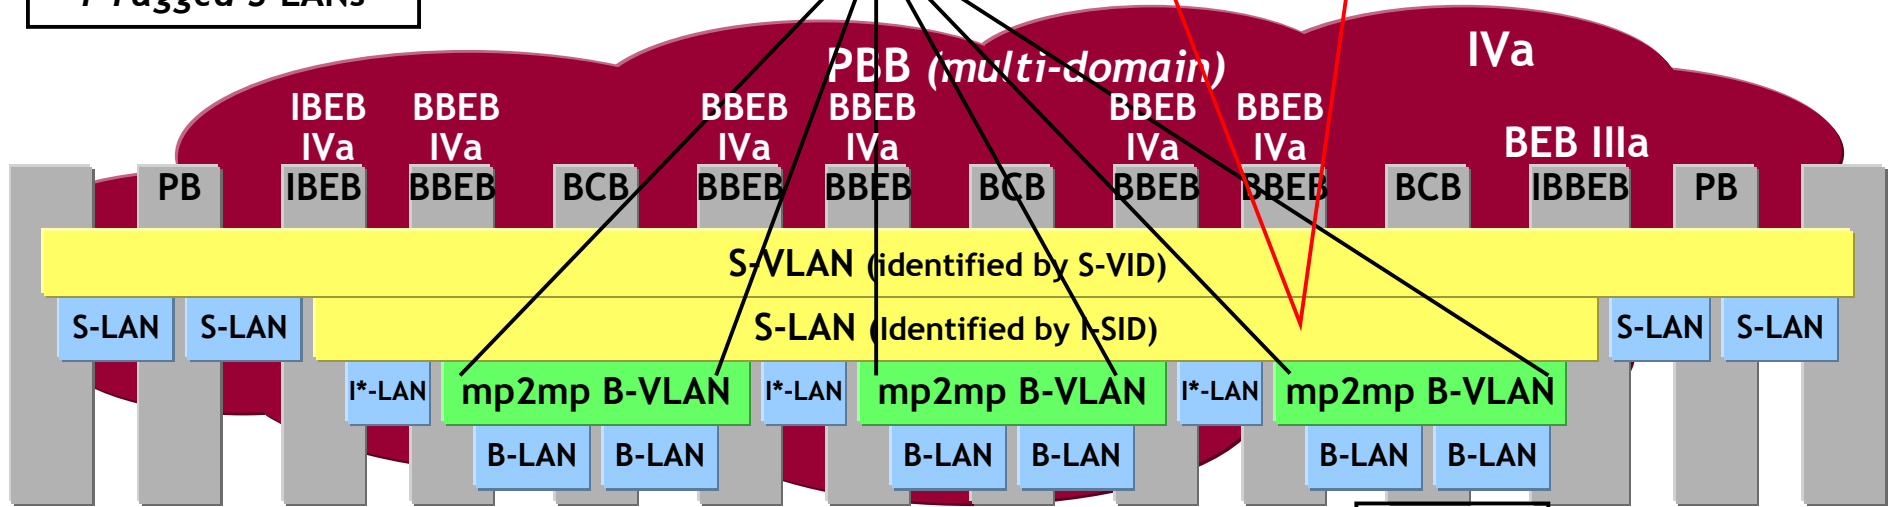 I-Tagged S-LANs
PBB (multi-domain)
IVa
IBEB BBEB BBEB BBEB BBEB BBEB
IVa IVa IVa IVa IVa IVa
BEB IIIa
PB IBEB BBEB BCB BBEB BBEB BCB BBEB BBEB BCB IBBEB PB
S-VLAN (identified by S-VID)
S-LAN S-LAN S-LAN (Identified by I-SID) S-LAN S-LAN
I*-LAN mp2mp B-VLAN I*-LAN mp2mp B-VLAN I*-LAN mp2mp B-VLAN
B-LAN B-LAN B-LAN B-LAN B-LAN B-LAN